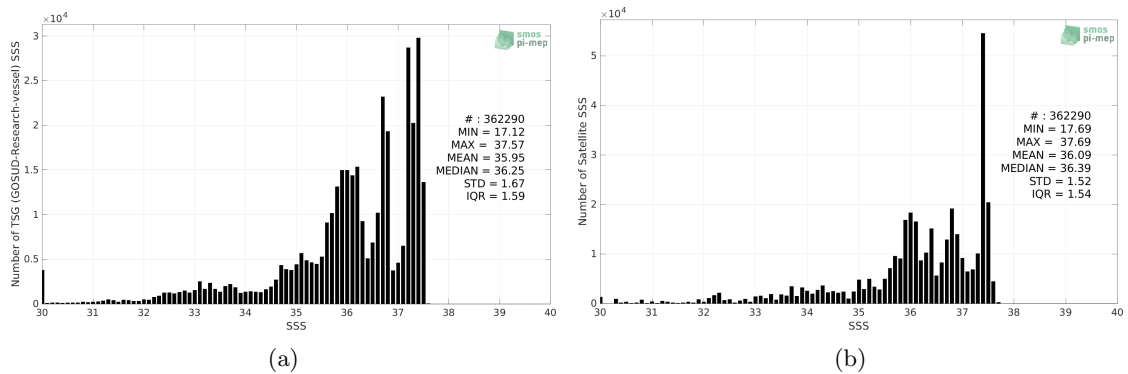 ×10⁴
3
2.5
2
1.5
1
0.5
0
30 31 32 33 34 35 36 37 38 39 40
SSS
Number of TSG (GOSUD-Research-vessel) SSS
smos
pi-mep
# : 362290
MIN = 17.12
MAX = 37.57
MEAN = 35.95
MEDIAN = 36.25
STD = 1.67
IQR = 1.59
(a)
×10⁴
5
4
3
2
1
0
30 31 32 33 34 35 36 37 38 39 40
SSS
Number of Satellite SSS
smos
pi-mep
# : 362290
MIN = 17.69
MAX = 37.69
MEAN = 36.09
MEDIAN = 36.39
STD = 1.52
IQR = 1.54
(b)